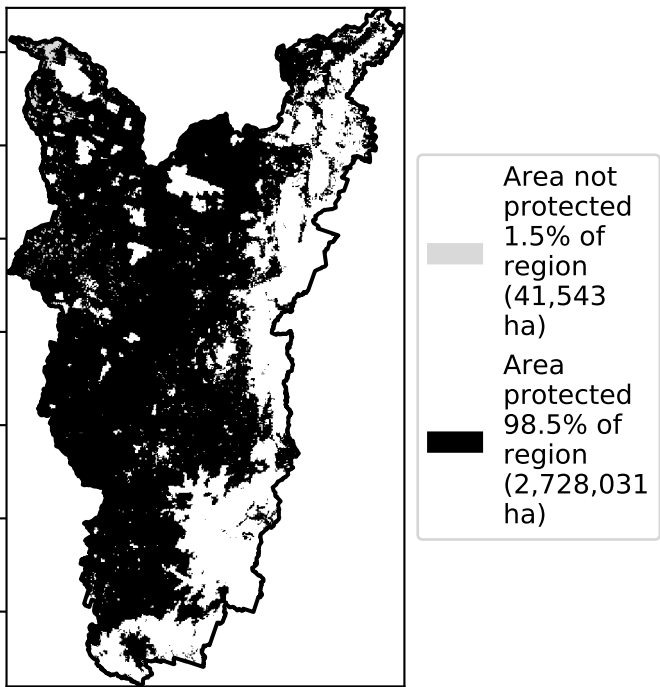 Area not
protected
1.5% of
region
(41,543
ha)
Area
protected
98.5% of
region
(2,728,031
ha)